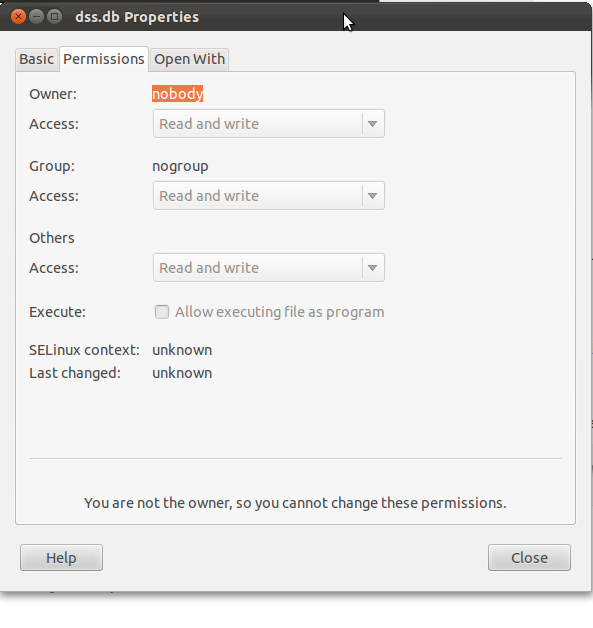 dss.db Properties
Basic Permissions Open With
Owner: nobody
Access: Read and write
Group: nogroup
Access: Read and write
Others
Access: Read and write
Execute: Allow executing file as program
SELinux context: unknown
Last changed: unknown
You are not the owner, so you cannot change these permissions.
Help Close